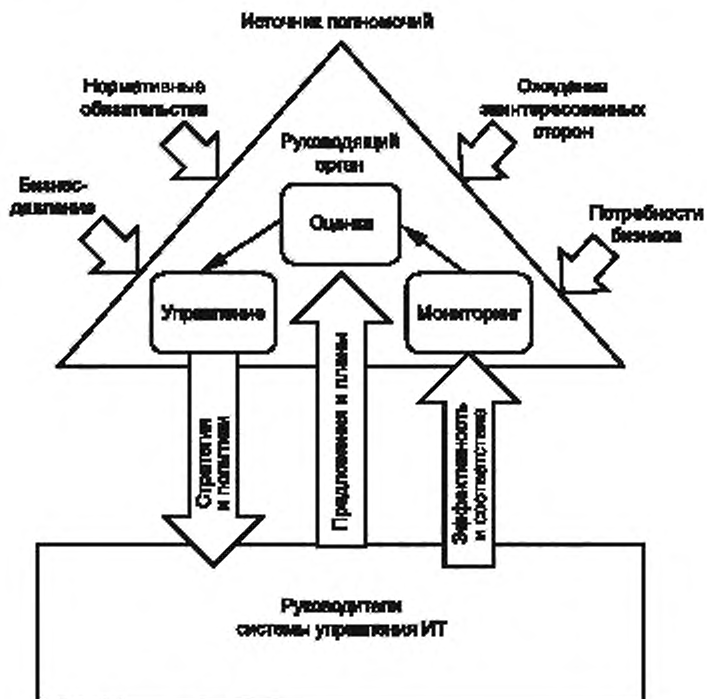 Источник полномочий
Нормативные
обязательства
Ожидания
заинтересованных
сторон
Руководящий
орган
Бизнес-
давление
Потребности
бизнеса
Оценка
Управление
Мониторинг
Стратегии
и политики
Предложения и планы
Эффективность
и соответствие
Руководители
системы управления ИТ